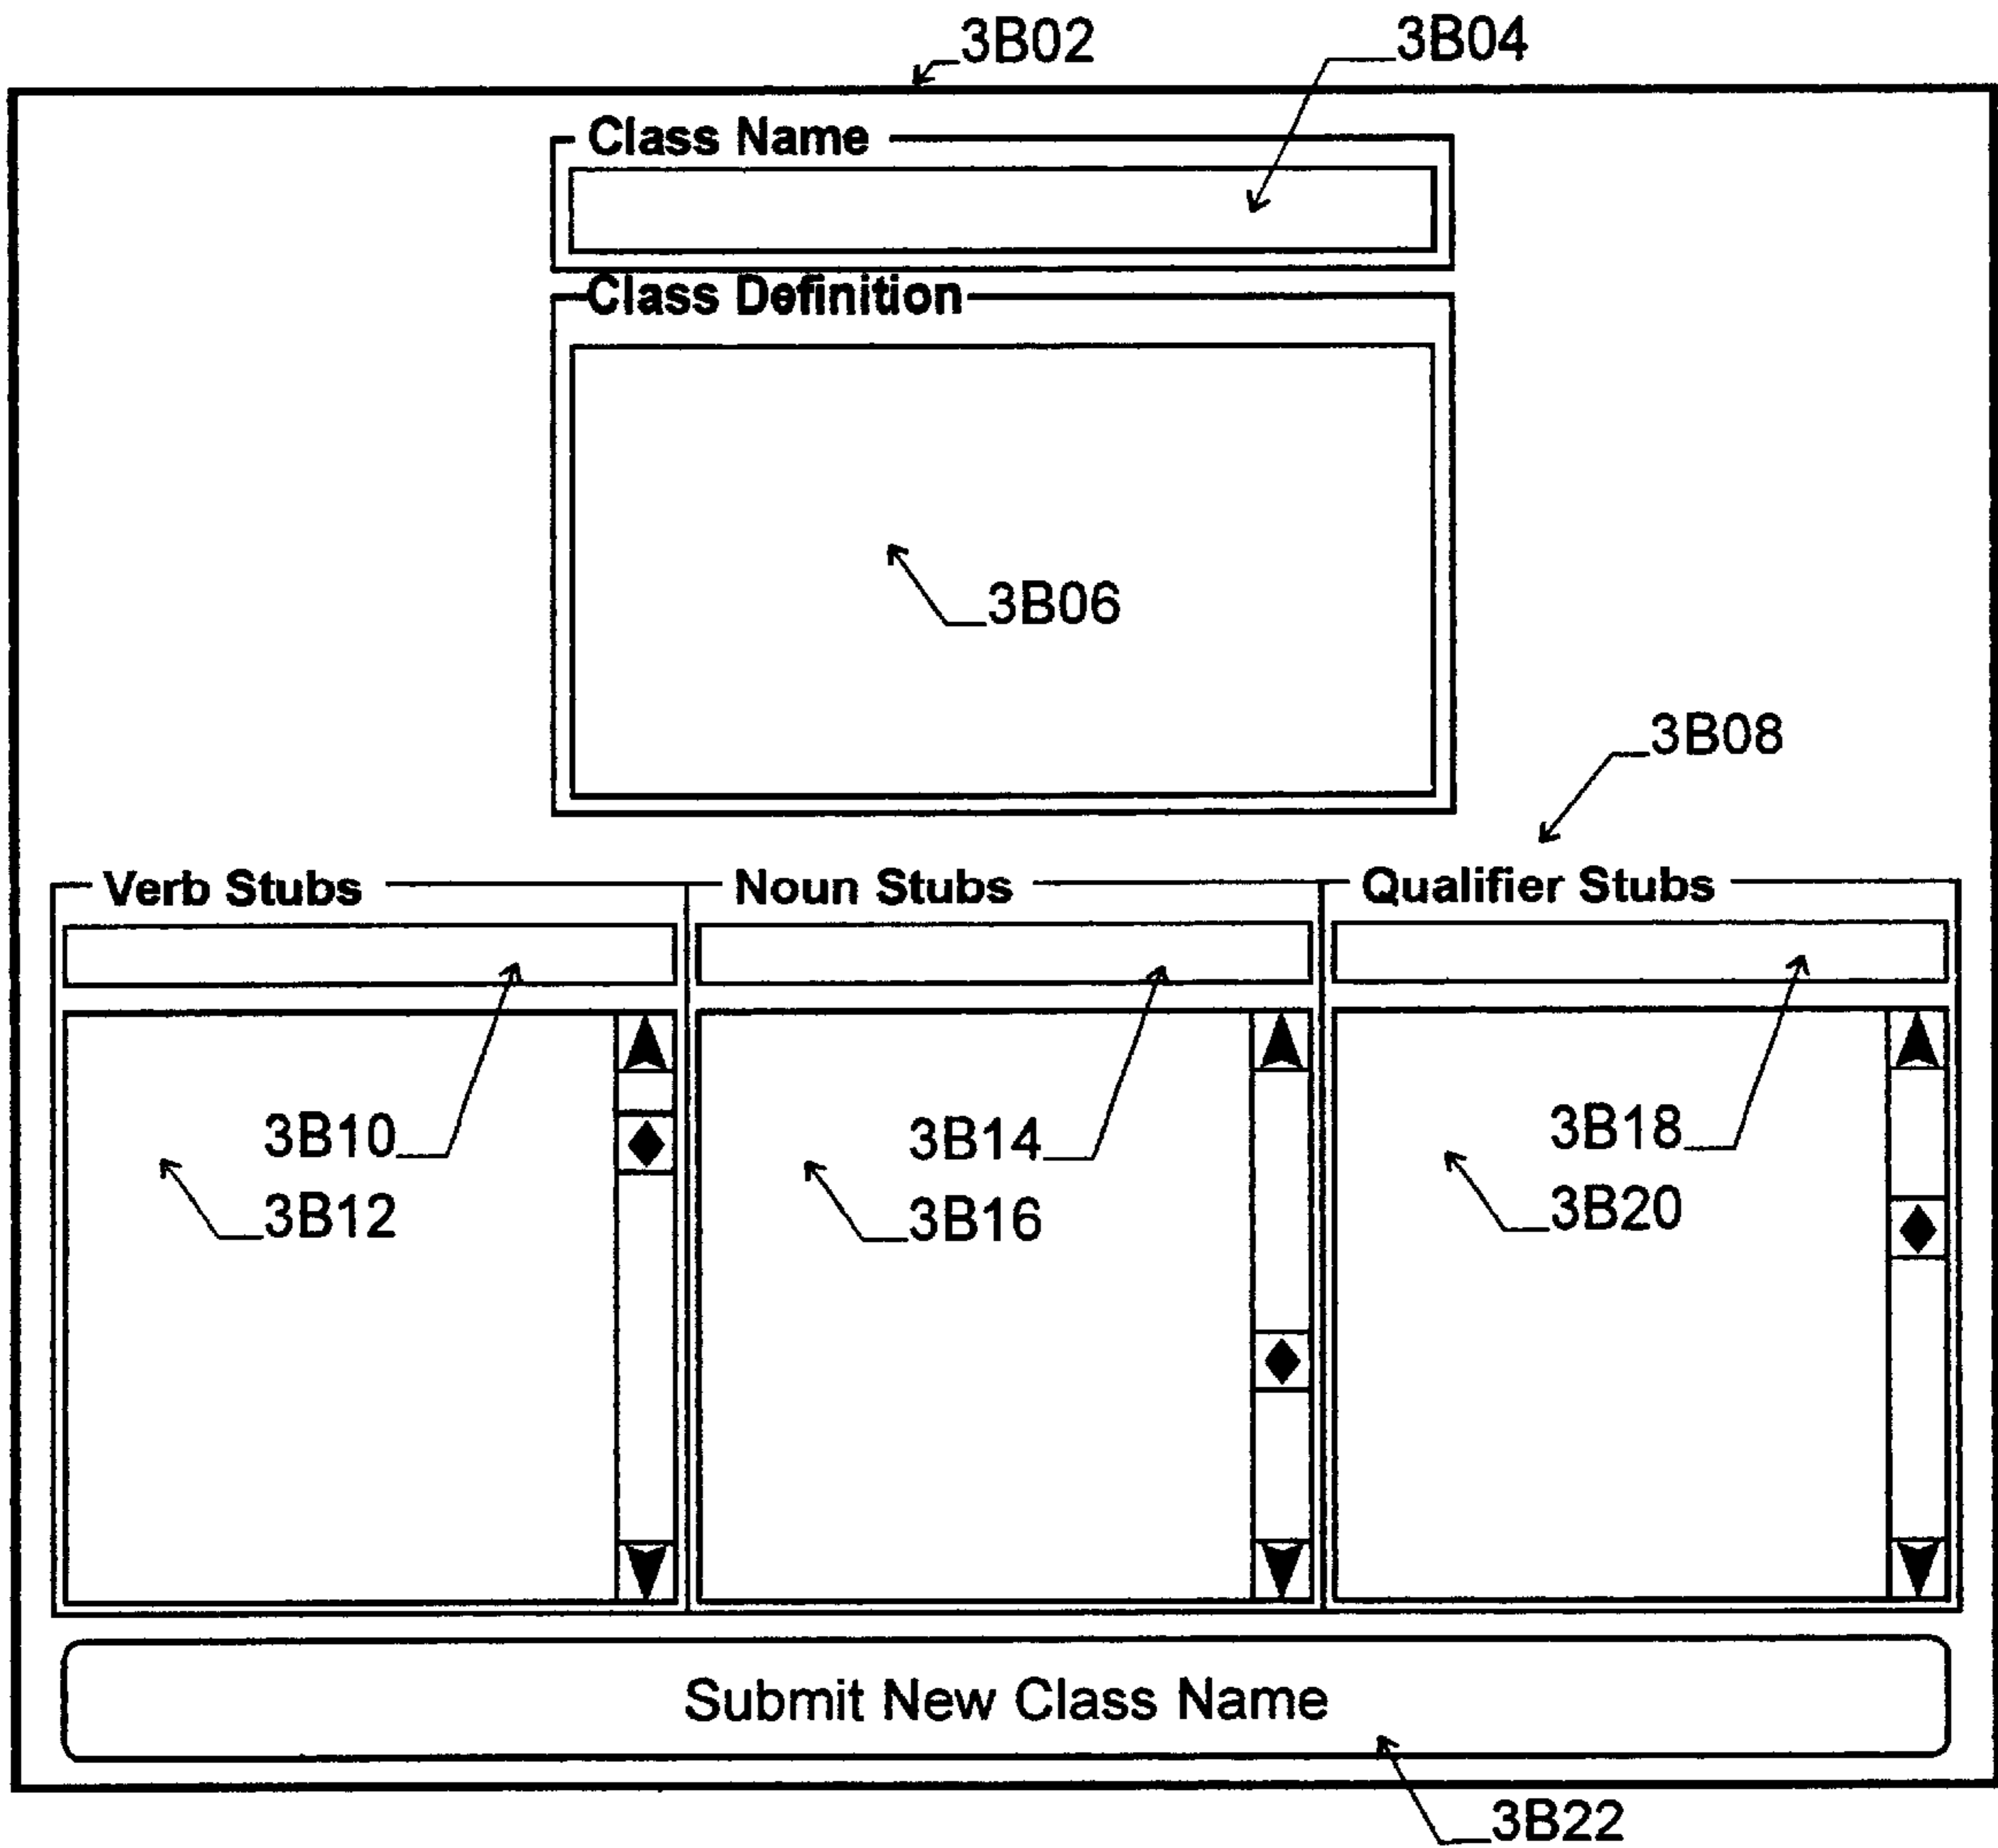 3B02 3B04
Class Name
Class Definition
3B06
3B08
Verb Stubs Noun Stubs Qualifier Stubs
3B10 3B14 3B18
3B12 3B16 3B20
Submit New Class Name
3B22